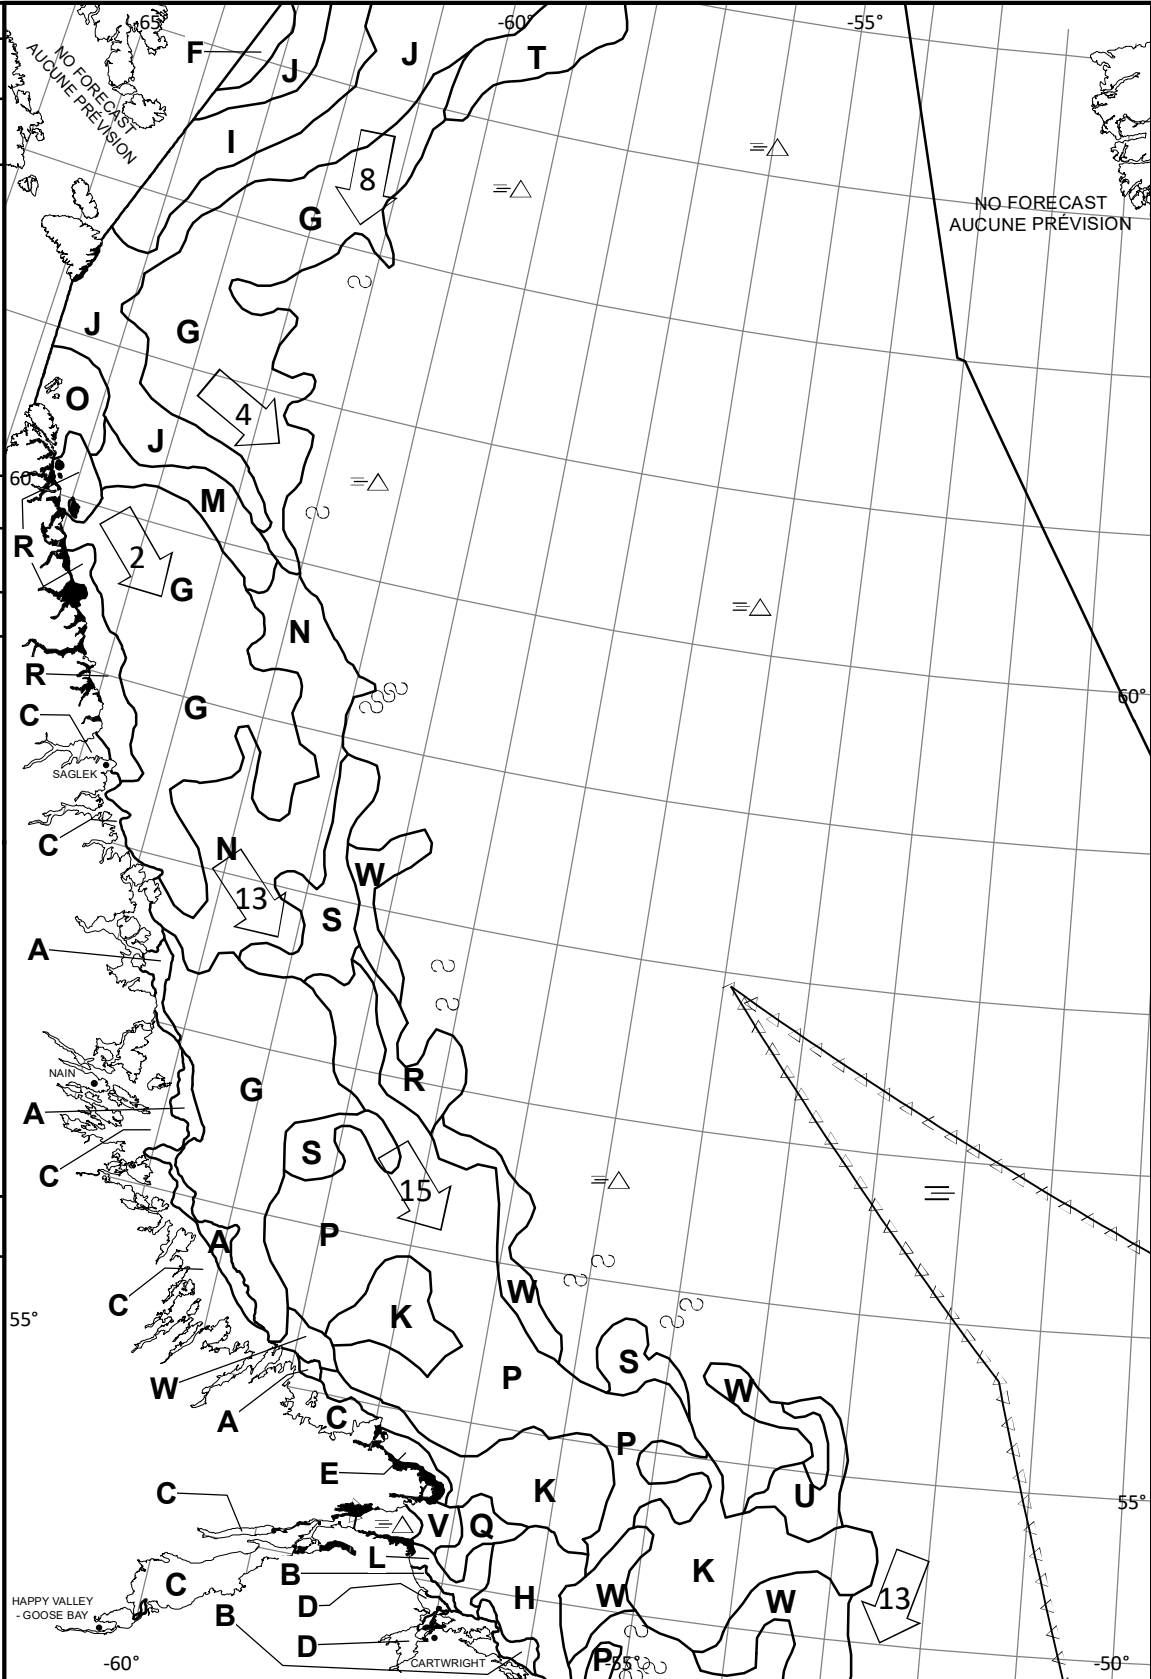 -65°
-60°
-55°
F
J
J
T
NO FORECAST
AUCUNE PRÉVISION
I
8
G
NO FORECAST
AUCUNE PRÉVISION
J
G
O
4
J
60°
M
R
2
G
N
R
G
60°
C
SAGLEK
C
N
W
13
S
A
G
R
NAIN
A
C
S
15
A
P
W
C
K
55°
S
W
P
W
A
C
P
E
K
U
55°
C
V
Q
L
K
B
C
H
W
W
13
HAPPY VALLEY
- GOOSE BAY
D
B
D
P
-60°
CARTWRIGHT
-55°
-50°